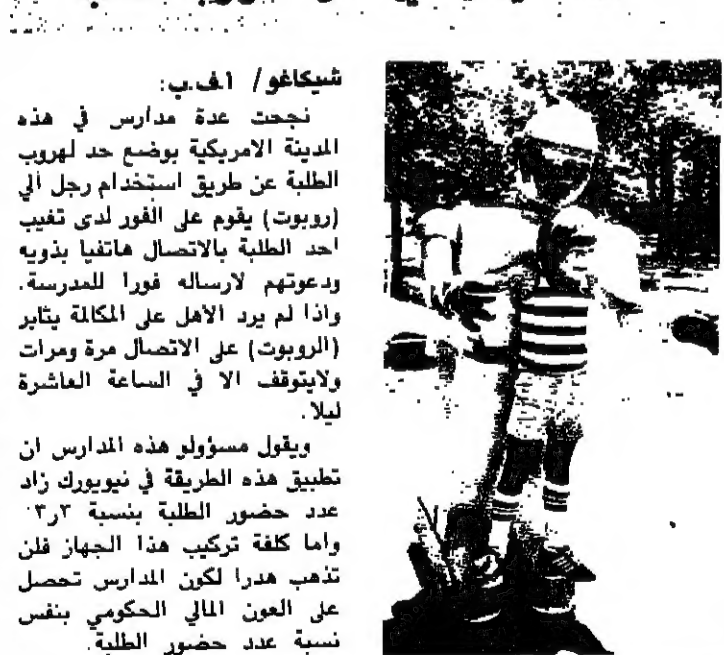 شيكاغو / ا.ف.ب:
نجحت عدة مدارس في هذه
المدينة الامريكية بوضع حد لهروب
الطلبة عن طريق استخدام رجل آلي
(روبوت) يقوم على الفور لدى تغيب
احد الطلبة بالاتصال هاتفيا بذويه
ودعوتهم لارساله فورا للمدرسة.
واذا لم يرد الأهل على المكالمة يثابر
(الروبوت) على الاتصال مرة ومرات
ولايتوقف الا في الساعة العاشرة
ليلا.
ويقول مسؤولو هذه المدارس ان
تطبيق هذه الطريقة في نيويورك زاد
عدد حضور الطلبة بنسبة ٣ر٣
واما كلفة تركيب هذا الجهاز فلن
تذهب هدرا لكون المدارس تحصل
على العون المالي الحكومي بنفس
نسبة عدد حضور الطلبة.